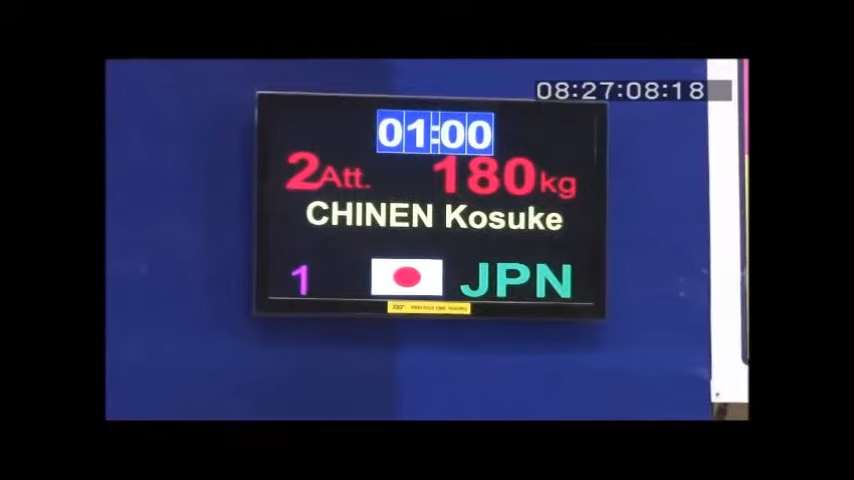 08:27:08:18
01:00
2Att. 180kg
CHINEN Kosuke
1 JPN